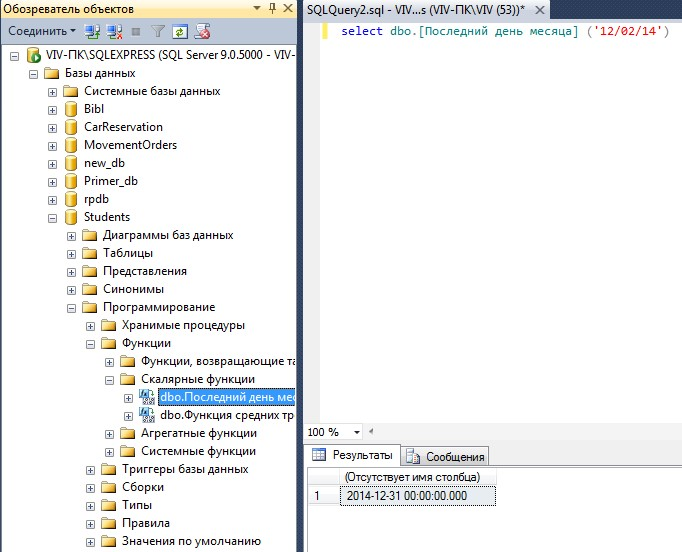 Обозреватель объектов
Соединить
VIV-ПК\SQLEXPRESS (SQL Server 9.0.5000 - VIV-
Базы данных
Системные базы данных
Bibl
CarReservation
MovementOrders
new_db
Primer_db
rpdb
Students
Диаграммы баз данных
Таблицы
Представления
Синонимы
Программирование
Хранимые процедуры
Функции
Функции, возвращающие та
Скалярные функции
dbo.Последний день мес
dbo.Функция средних тр
Агрегатные функции
Системные функции
Триггеры базы данных
Сборки
Типы
Правила
Значения по умолчанию
SQLQuery2.sql - VIV...s (VIV-ПК\VIV (53))*
select dbo.[Последний день месяца] ('12/02/14')
100 %
Результаты
Сообщения
(Отсутствует имя столбца)
1 2014-12-31 00:00:00.000